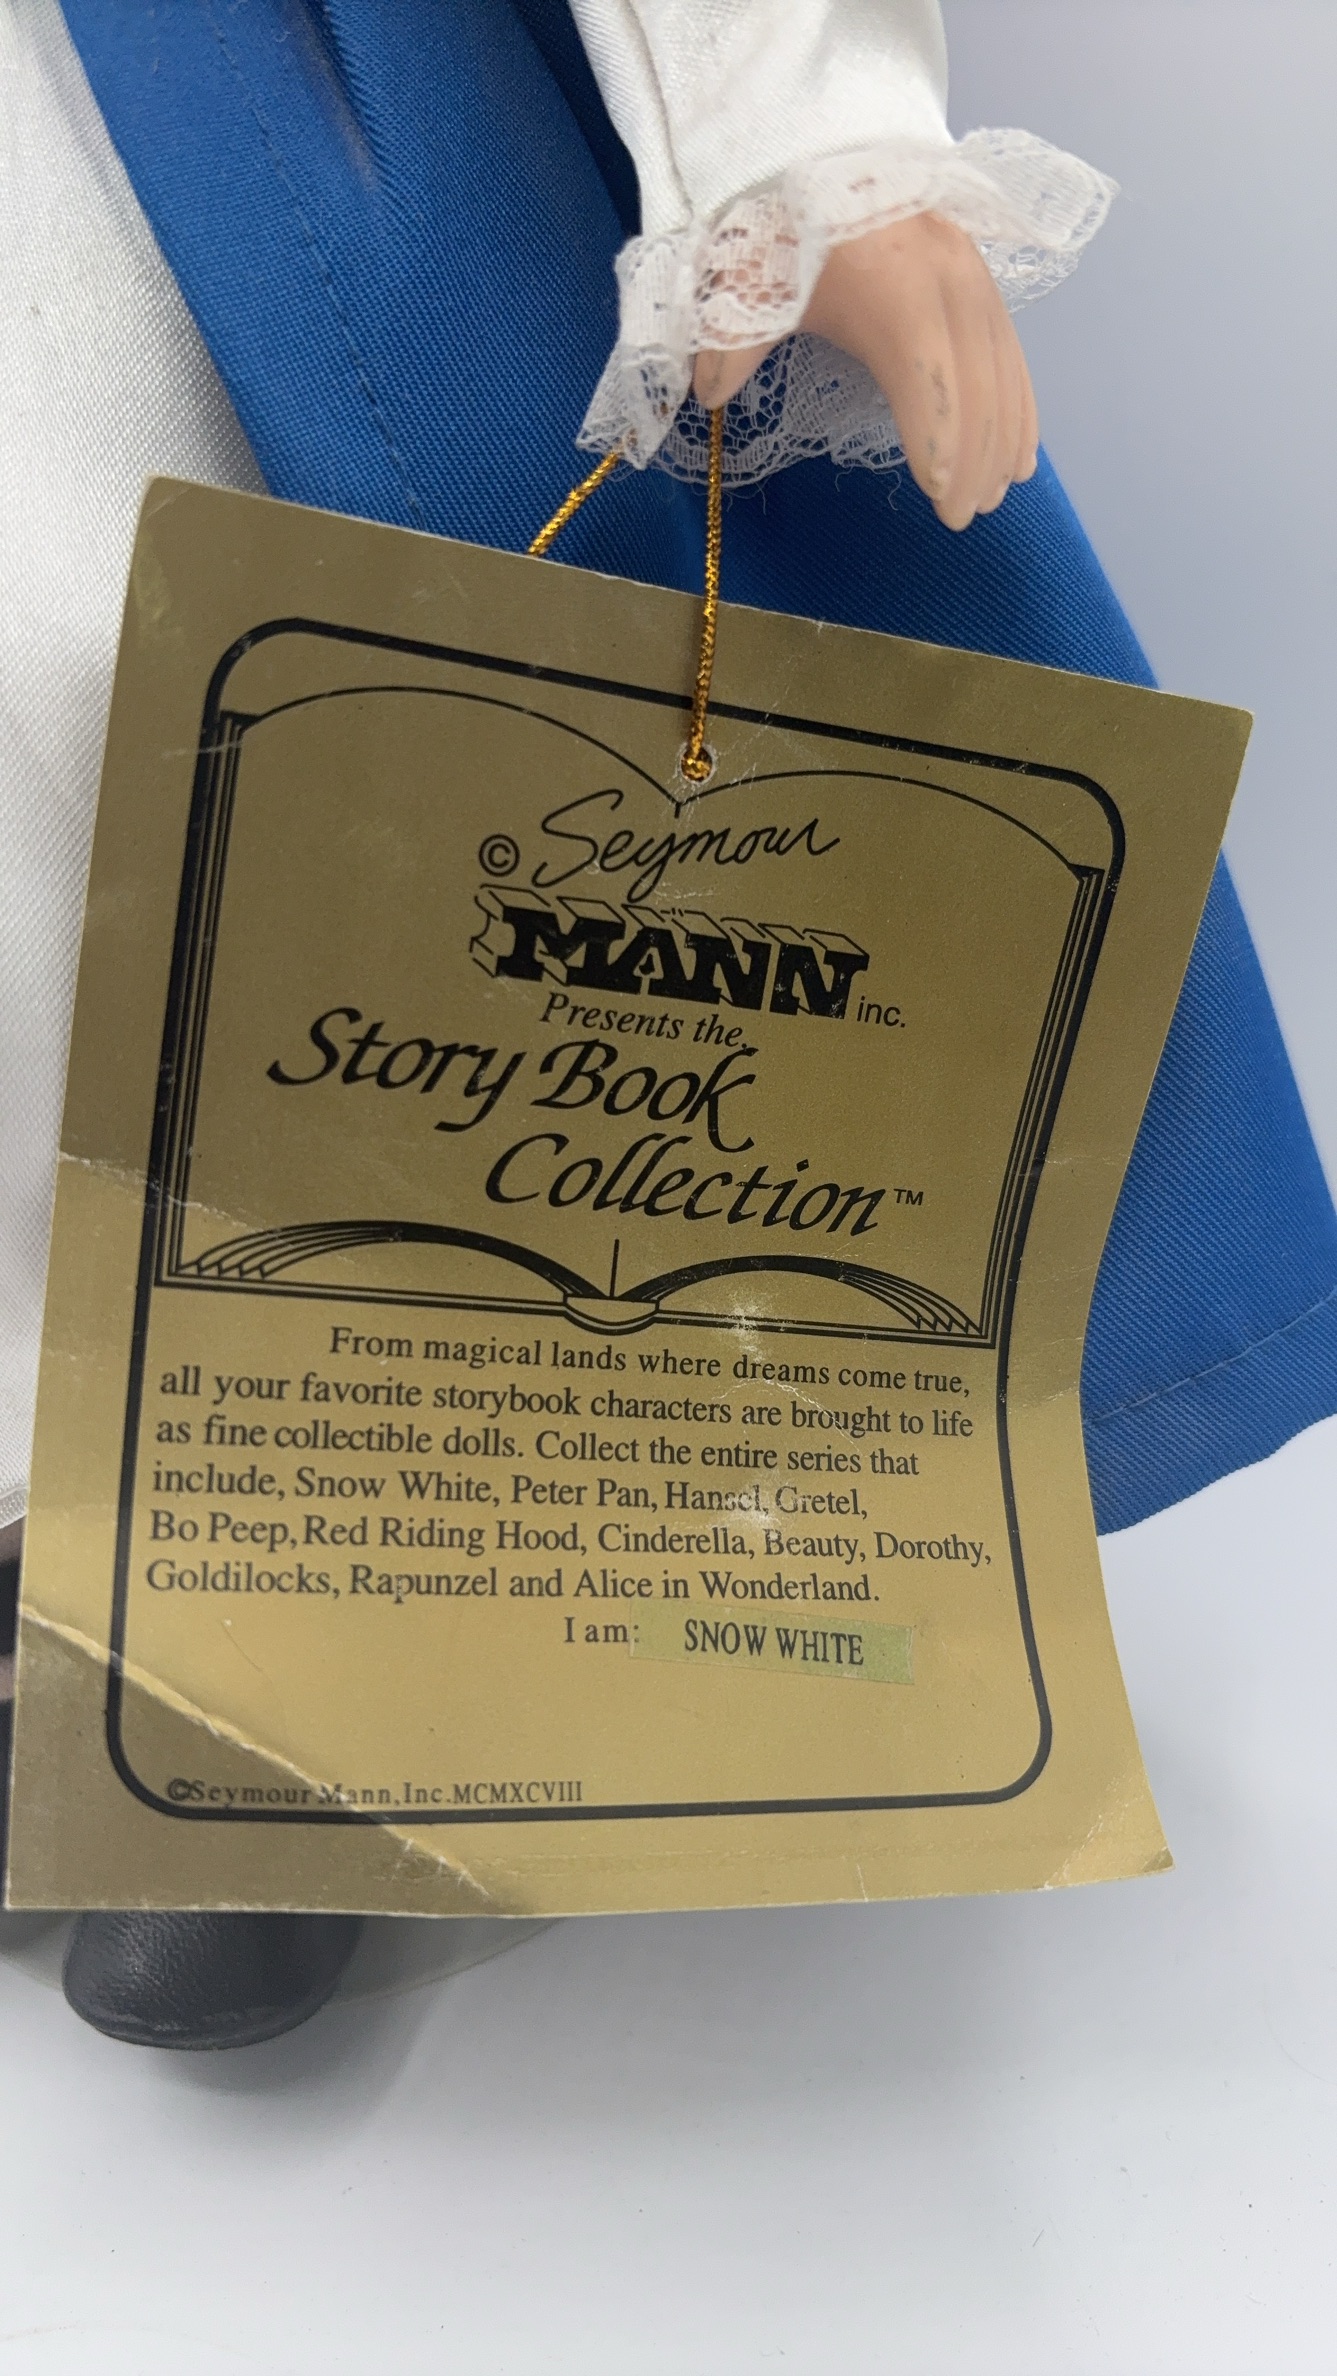 © Seymour
MANN inc.
Presents the
Story Book
Collection™
From magical lands where dreams come true,
all your favorite storybook characters are brought to life
as fine collectible dolls. Collect the entire series that
include, Snow White, Peter Pan, Hansel, Gretel,
Bo Peep, Red Riding Hood, Cinderella, Beauty, Dorothy,
Goldilocks, Rapunzel and Alice in Wonderland.
I am: SNOW WHITE
©Seymour Mann,Inc.MCMXCVIII